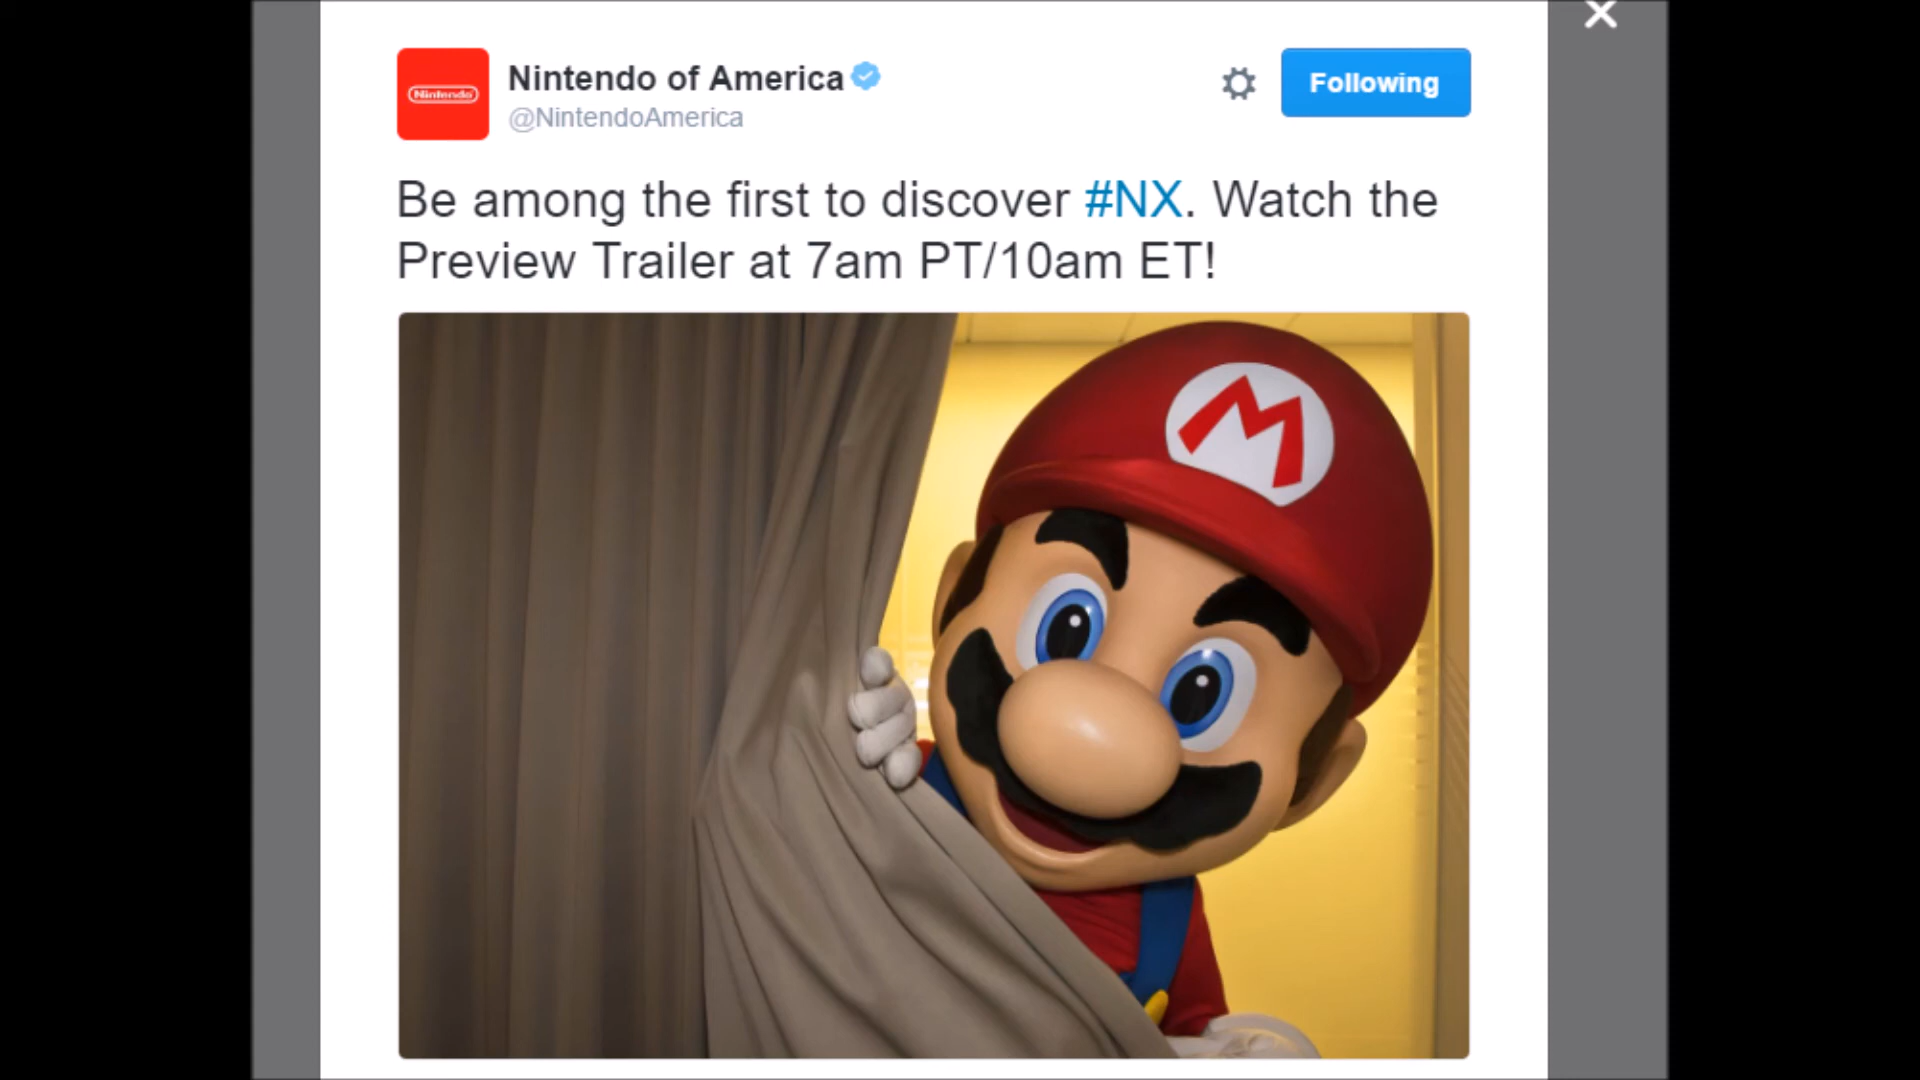 Nintendo
Nintendo of America
@NintendoAmerica
Following
Be among the first to discover #NX. Watch the
Preview Trailer at 7am PT/10am ET!
M